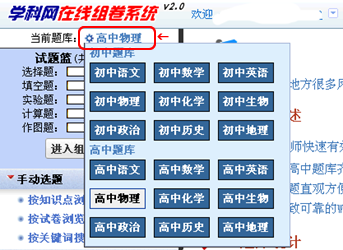 学科网在线组卷系统 v2.0 欢迎
当前题库: 高中物理
初中题库
试题篮
选择题:
填空题:
实验题:
计算题:
作图题:
进入组
初中语文 初中数学 初中英语
初中物理 初中化学 初中生物
初中政治 初中历史 初中地理
高中题库
高中语文 高中数学 高中英语
高中物理 高中化学 高中生物
高中政治 高中历史 高中地理
手动选题
按知识点浏
按试卷浏览
按关键词搜
地方很多网
述
师快速有
高中题库
题直观方便
致可靠的w